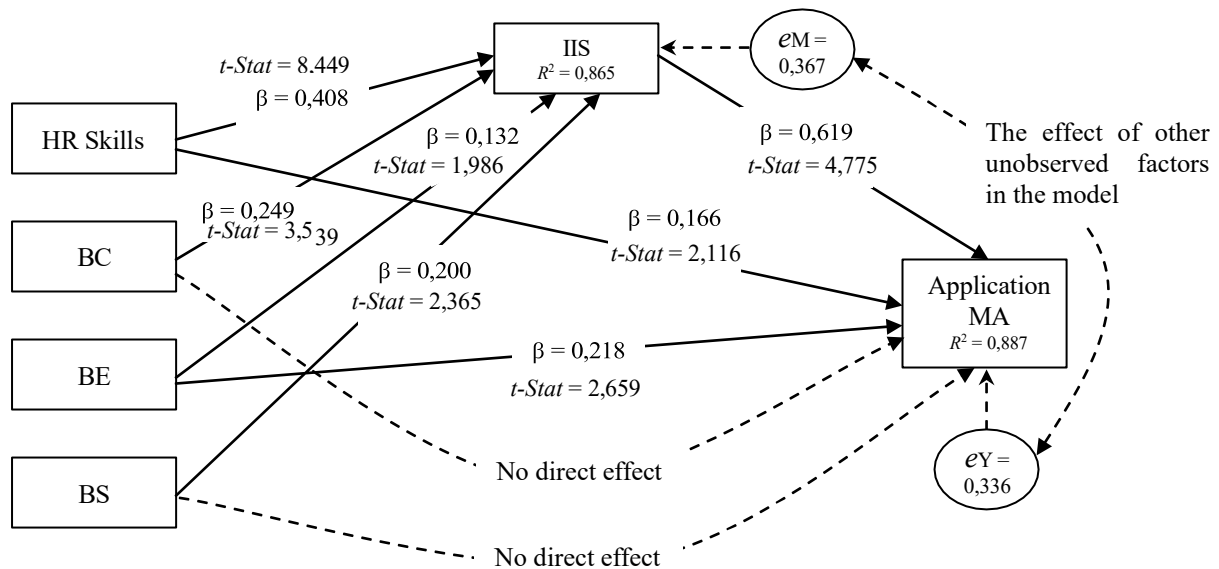 IIS
R² = 0,865
eM =
0,367
t-Stat = 8.449
β = 0,408
HR Skills
β = 0,132
t-Stat = 1,986
β = 0,619
t-Stat = 4,775
The effect of other
unobserved factors
in the model
BC
β = 0,249
t-Stat = 3,539
β = 0,166
t-Stat = 2,116
β = 0,200
t-Stat = 2,365
Application
MA
R² = 0,887
BE
β = 0,218
t-Stat = 2,659
No direct effect
eY =
0,336
BS
No direct effect